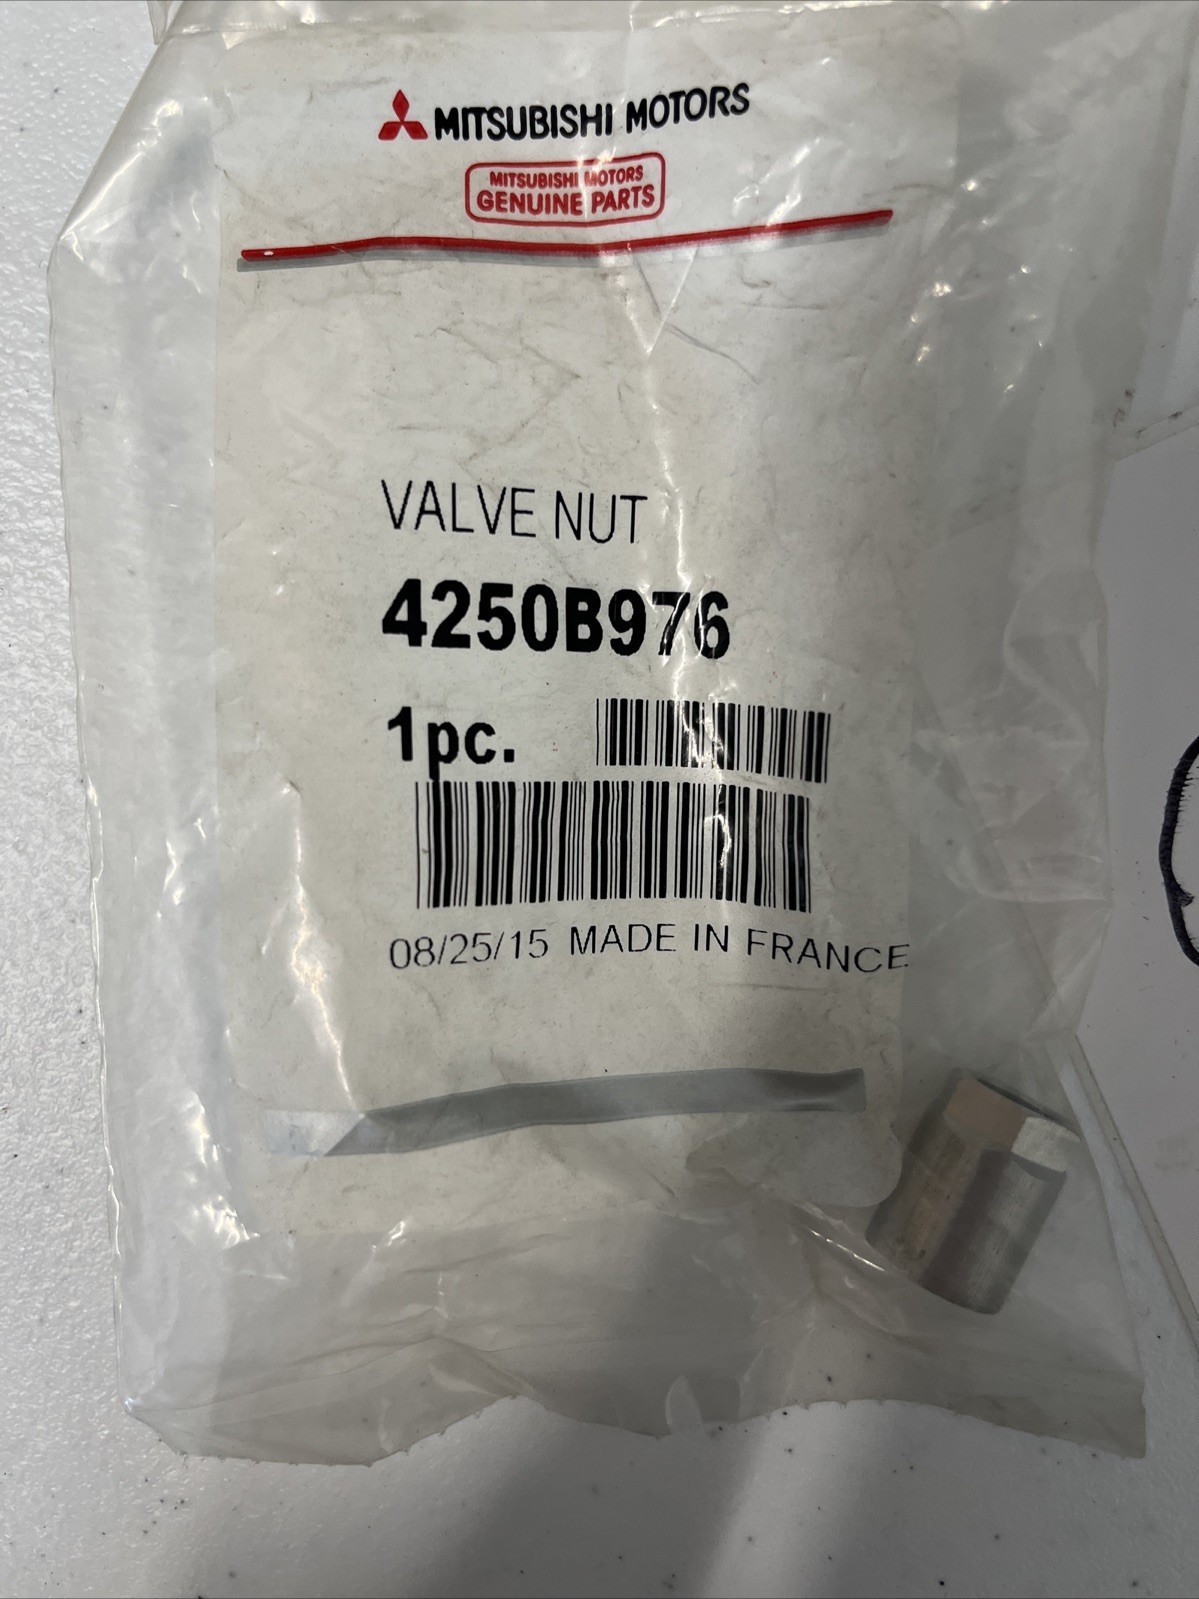 MITSUBISHI MOTORS
MITSUBISHI MOTORS
GENUINE PARTS
VALVE NUT
4250B976
1pc.
08/25/15 MADE IN FRANCE